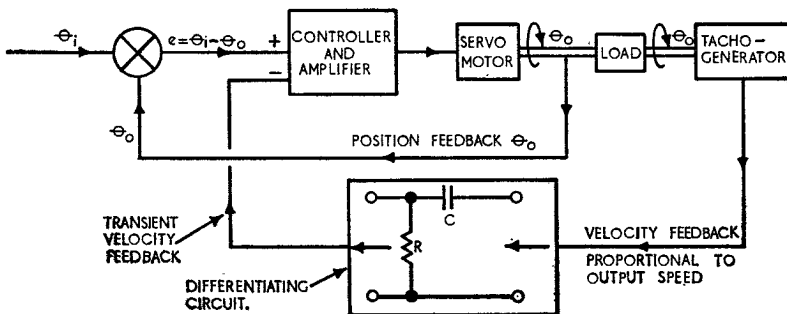 θi
e=θi-θo
+
-
CONTROLLER
AND
AMPLIFIER
SERVO
MOTOR
θo
LOAD
θo
TACHO-
GENERATOR
θo
POSITION FEEDBACK θo
TRANSIENT
VELOCITY
FEEDBACK
C
R
VELOCITY FEEDBACK
PROPORTIONAL TO
OUTPUT SPEED
DIFFERENTIATING
CIRCUIT.